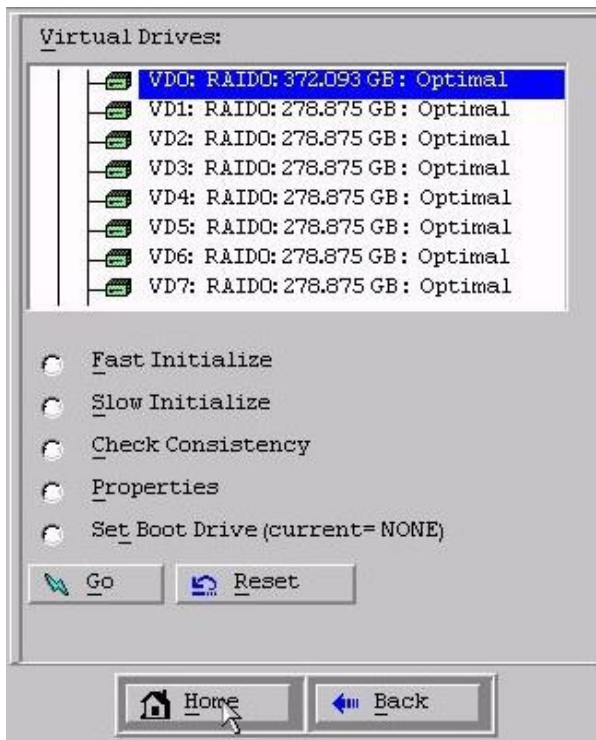 Virtual Drives:
VD0: RAID0: 372.093 GB: Optimal
VD1: RAID0: 278.875 GB: Optimal
VD2: RAID0: 278.875 GB: Optimal
VD3: RAID0: 278.875 GB: Optimal
VD4: RAID0: 278.875 GB: Optimal
VD5: RAID0: 278.875 GB: Optimal
VD6: RAID0: 278.875 GB: Optimal
VD7: RAID0: 278.875 GB: Optimal
Fast Initialize
Slow Initialize
Check Consistency
Properties
Set Boot Drive (current= NONE)
Go
Reset
Home
Back